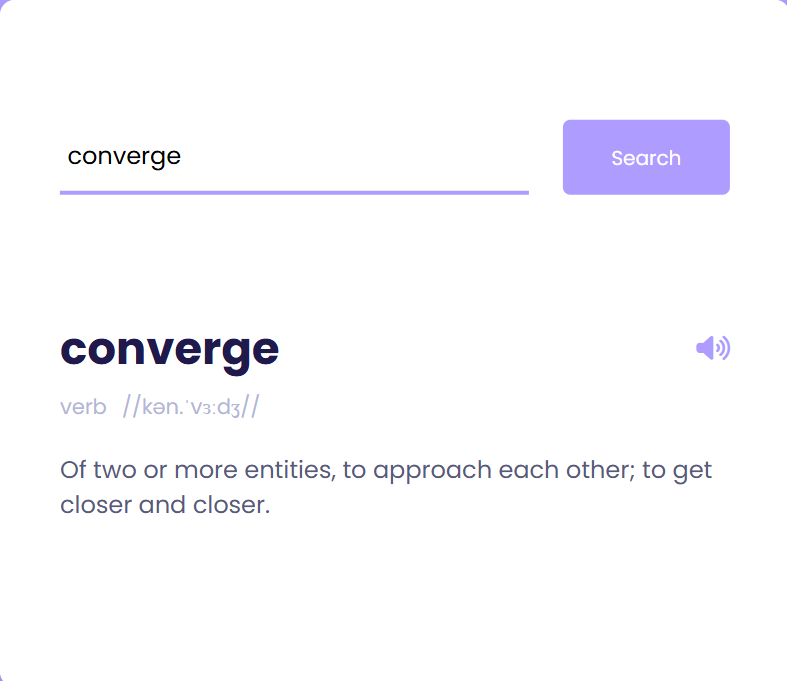 converge
Search
converge
verb //kən.ˈvɜːdʒ//
Of two or more entities, to approach each other; to get
closer and closer.